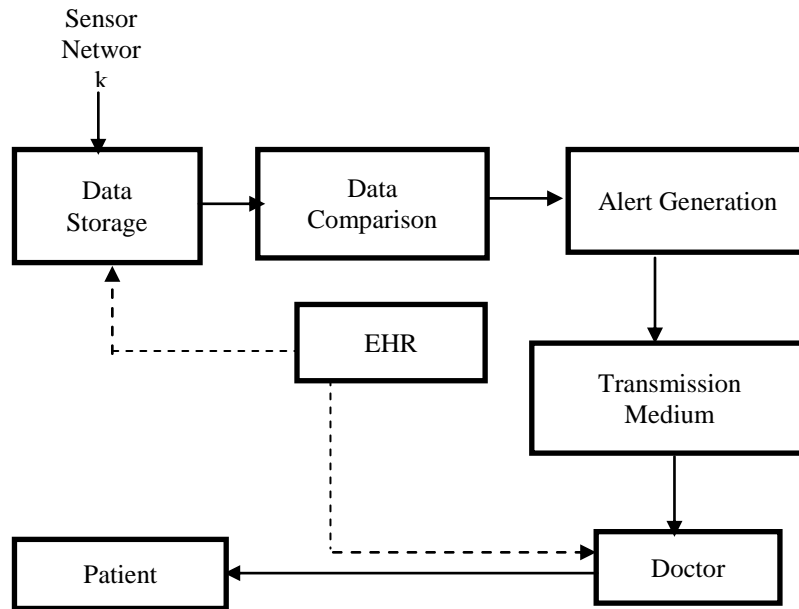 Sensor
Networ
k
Data
Storage
Data
Comparison
Alert Generation
EHR
Transmission
Medium
Patient
Doctor